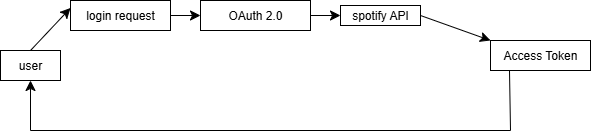 login request
OAuth 2.0
spotify API
user
Access Token